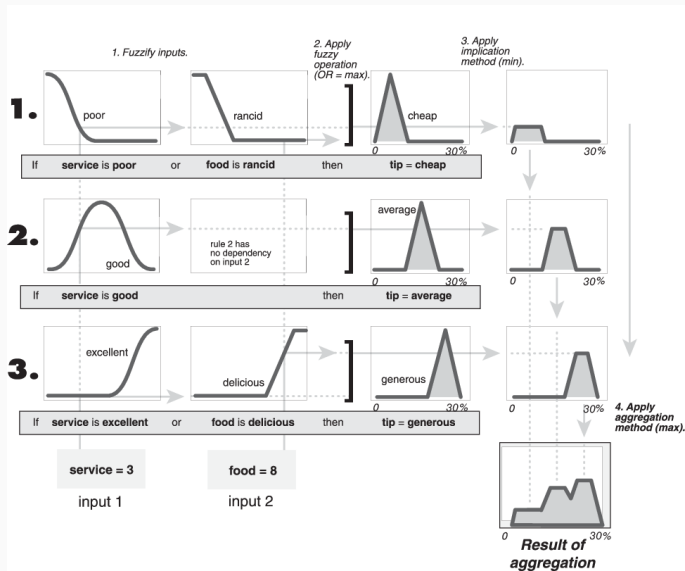 1. Fuzzify inputs.
2. Apply
fuzzy
operation
(OR = max).
3. Apply
implication
method (min).
1.
poor
rancid
cheap
0 30%
0 30%
If service is poor or food is rancid then tip = cheap
2.
good
rule 2 has
no dependency
on input 2
average
0 30%
0 30%
If service is good then tip = average
3.
excellent
delicious
generous
0 30%
0 30%
If service is excellent or food is delicious then tip = generous
4. Apply
aggregation
method (max).
service = 3
food = 8
input 1
input 2
0 30%
Result of
aggregation